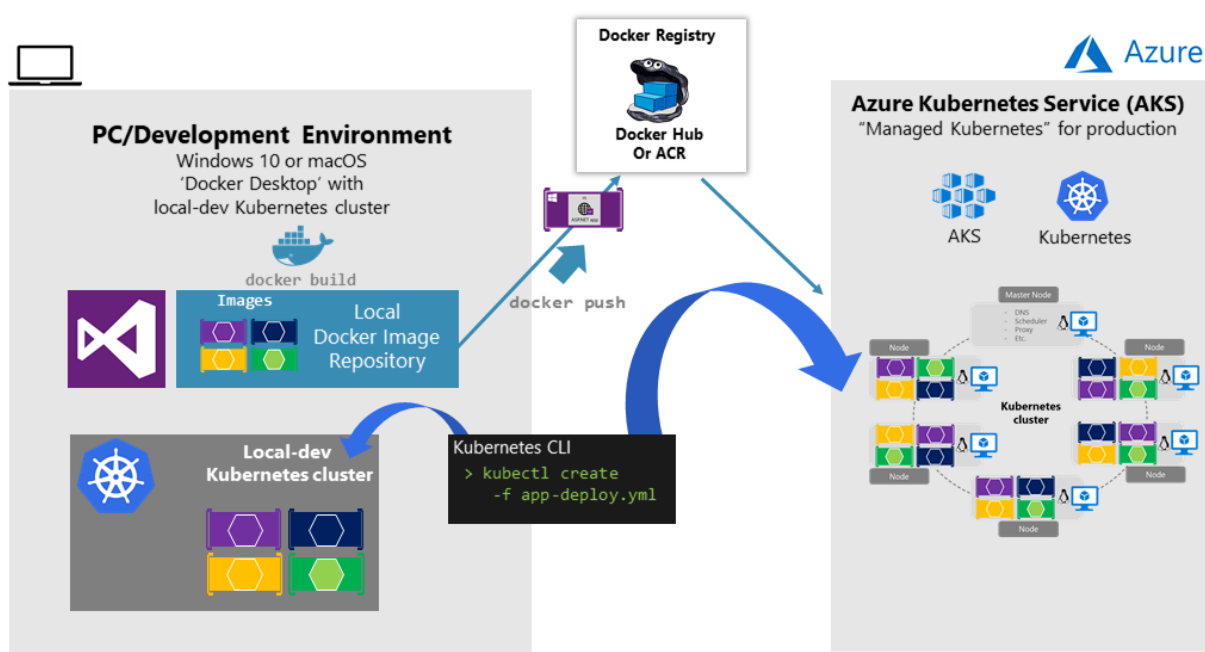 Docker Registry
Docker Hub
Or ACR
Azure
PC/Development Environment
Windows 10 or macOS
‘Docker Desktop’ with
local-dev Kubernetes cluster
docker build
Images
Local
Docker Image
Repository
ASP.NET app
docker push
Local-dev
Kubernetes cluster
Kubernetes CLI
> kubectl create
-f app-deploy.yml
Azure Kubernetes Service (AKS)
“Managed Kubernetes” for production
AKS
Kubernetes
Master Node
- DNS
- Scheduler
- Proxy
- Etc.
Node
Node
Kubernetes
cluster
Node
Node
Node